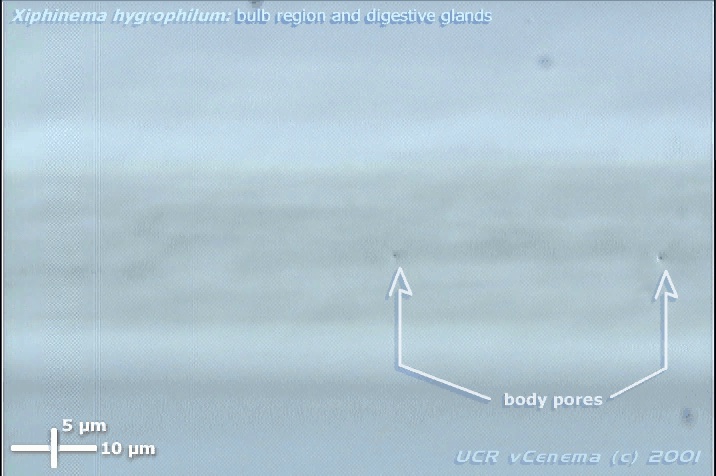 Xiphinema hygrophilum: bulb region and digestive glands
body pores
5 µm
10 µm
UCR vCenema (c) 2001